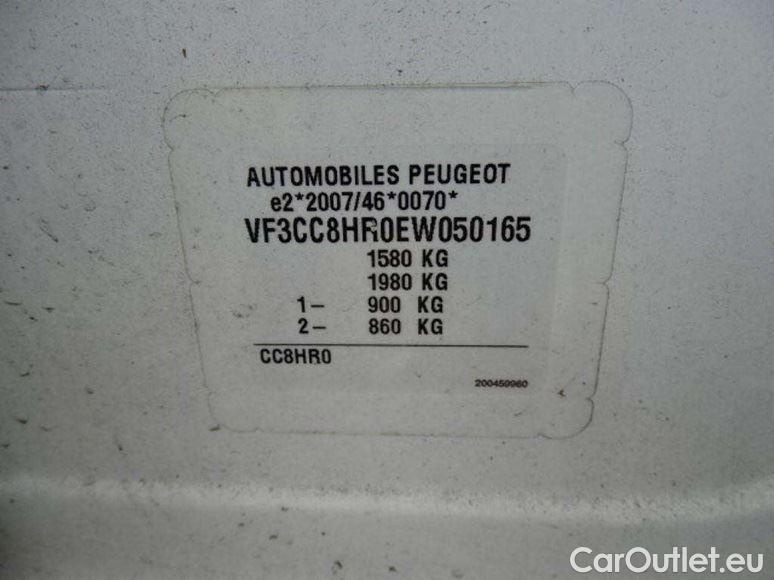 AUTOMOBILES PEUGEOT
e2*2007/46*0070*
VF3CC8HR0EW050165
1580 KG
1980 KG
1- 900 KG
2- 860 KG
CC8HR0
200459960
CarOutlet.eu